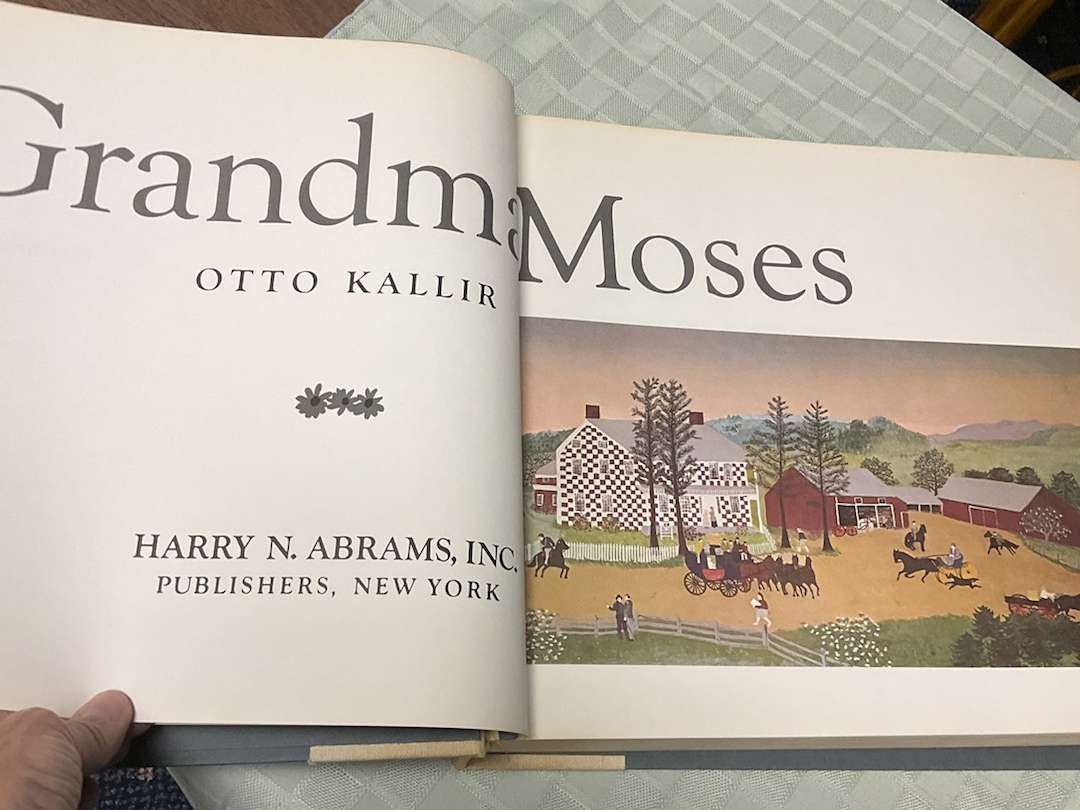 Grandma Moses
OTTO KALLIR
HARRY N. ABRAMS, INC.
PUBLISHERS, NEW YORK